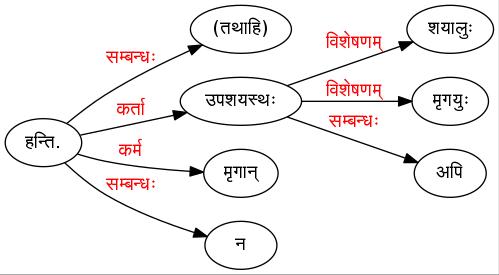 (तथाहि)
शयालुः
विशेषणम्
सम्बन्धः
विशेषणम्
उपशयस्थः
मृगयुः
कर्ता
सम्बन्धः
हन्ति.
कर्म
मृगान्
अपि
सम्बन्धः
न